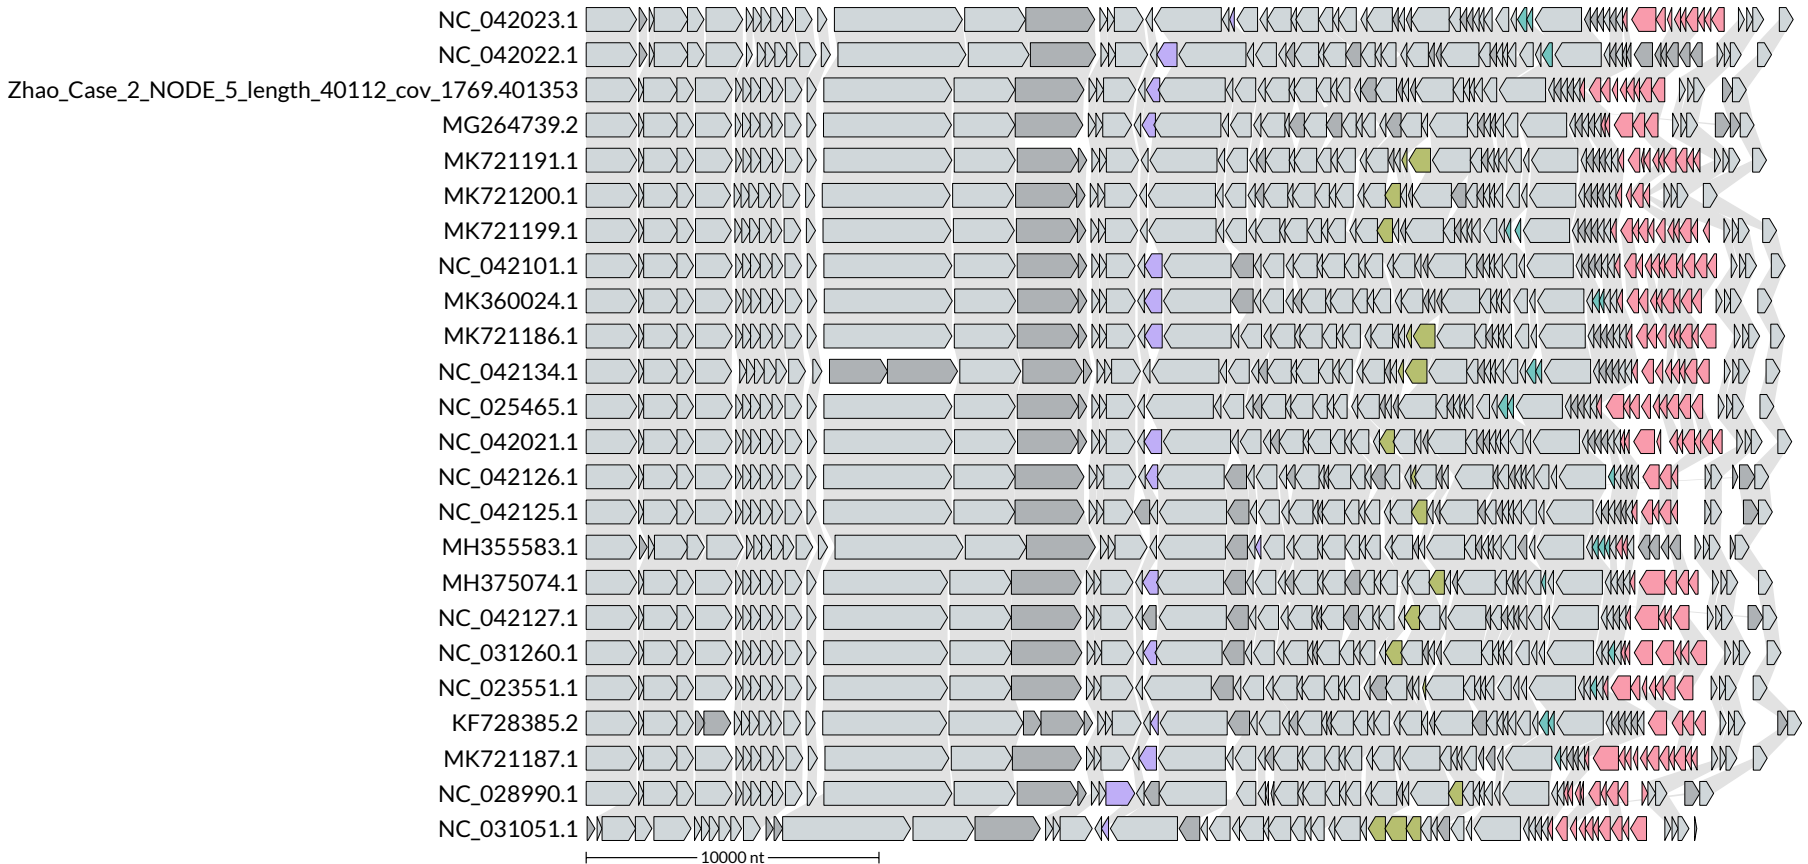 NC_042023.1
NC_042022.1
Zhao_Case_2_NODE_5_length_40112_cov_1769.401353
MG264739.2
MK721191.1
MK721200.1
MK721199.1
NC_042101.1
MK360024.1
MK721186.1
NC_042134.1
NC_025465.1
NC_042021.1
NC_042126.1
NC_042125.1
MH355583.1
MH375074.1
NC_042127.1
NC_031260.1
NC_023551.1
KF728385.2
MK721187.1
NC_028990.1
NC_031051.1
10000 nt